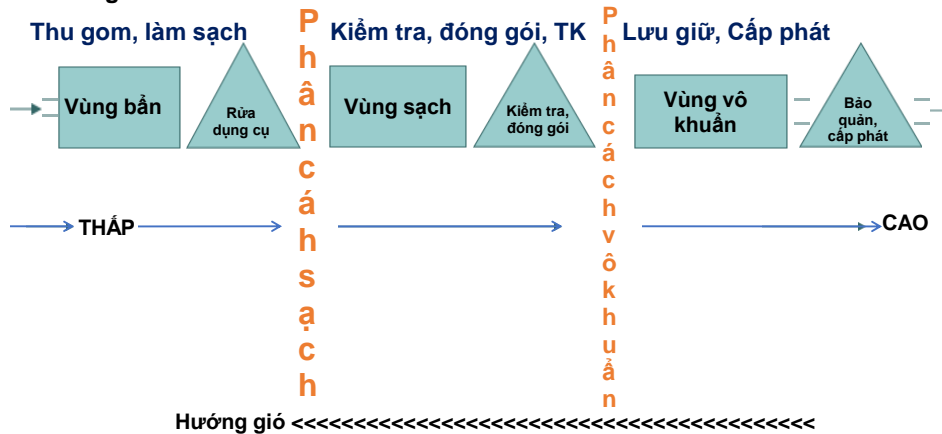 Thu gom, làm sạch
Kiểm tra, đóng gói, TK
Lưu giữ, Cấp phát
Vùng bẩn
Rửa
dụng cụ
Phân cách sạch
Vùng sạch
Kiểm tra,
đóng gói
Phân cách vô khuẩn
Vùng vô
khuẩn
Bảo
quản,
cấp phát
THẤP
CAO
Hướng gió <<<<<<<<<<<<<<<<<<<<<<<<<<<<<<<<<<<<<<<<<<